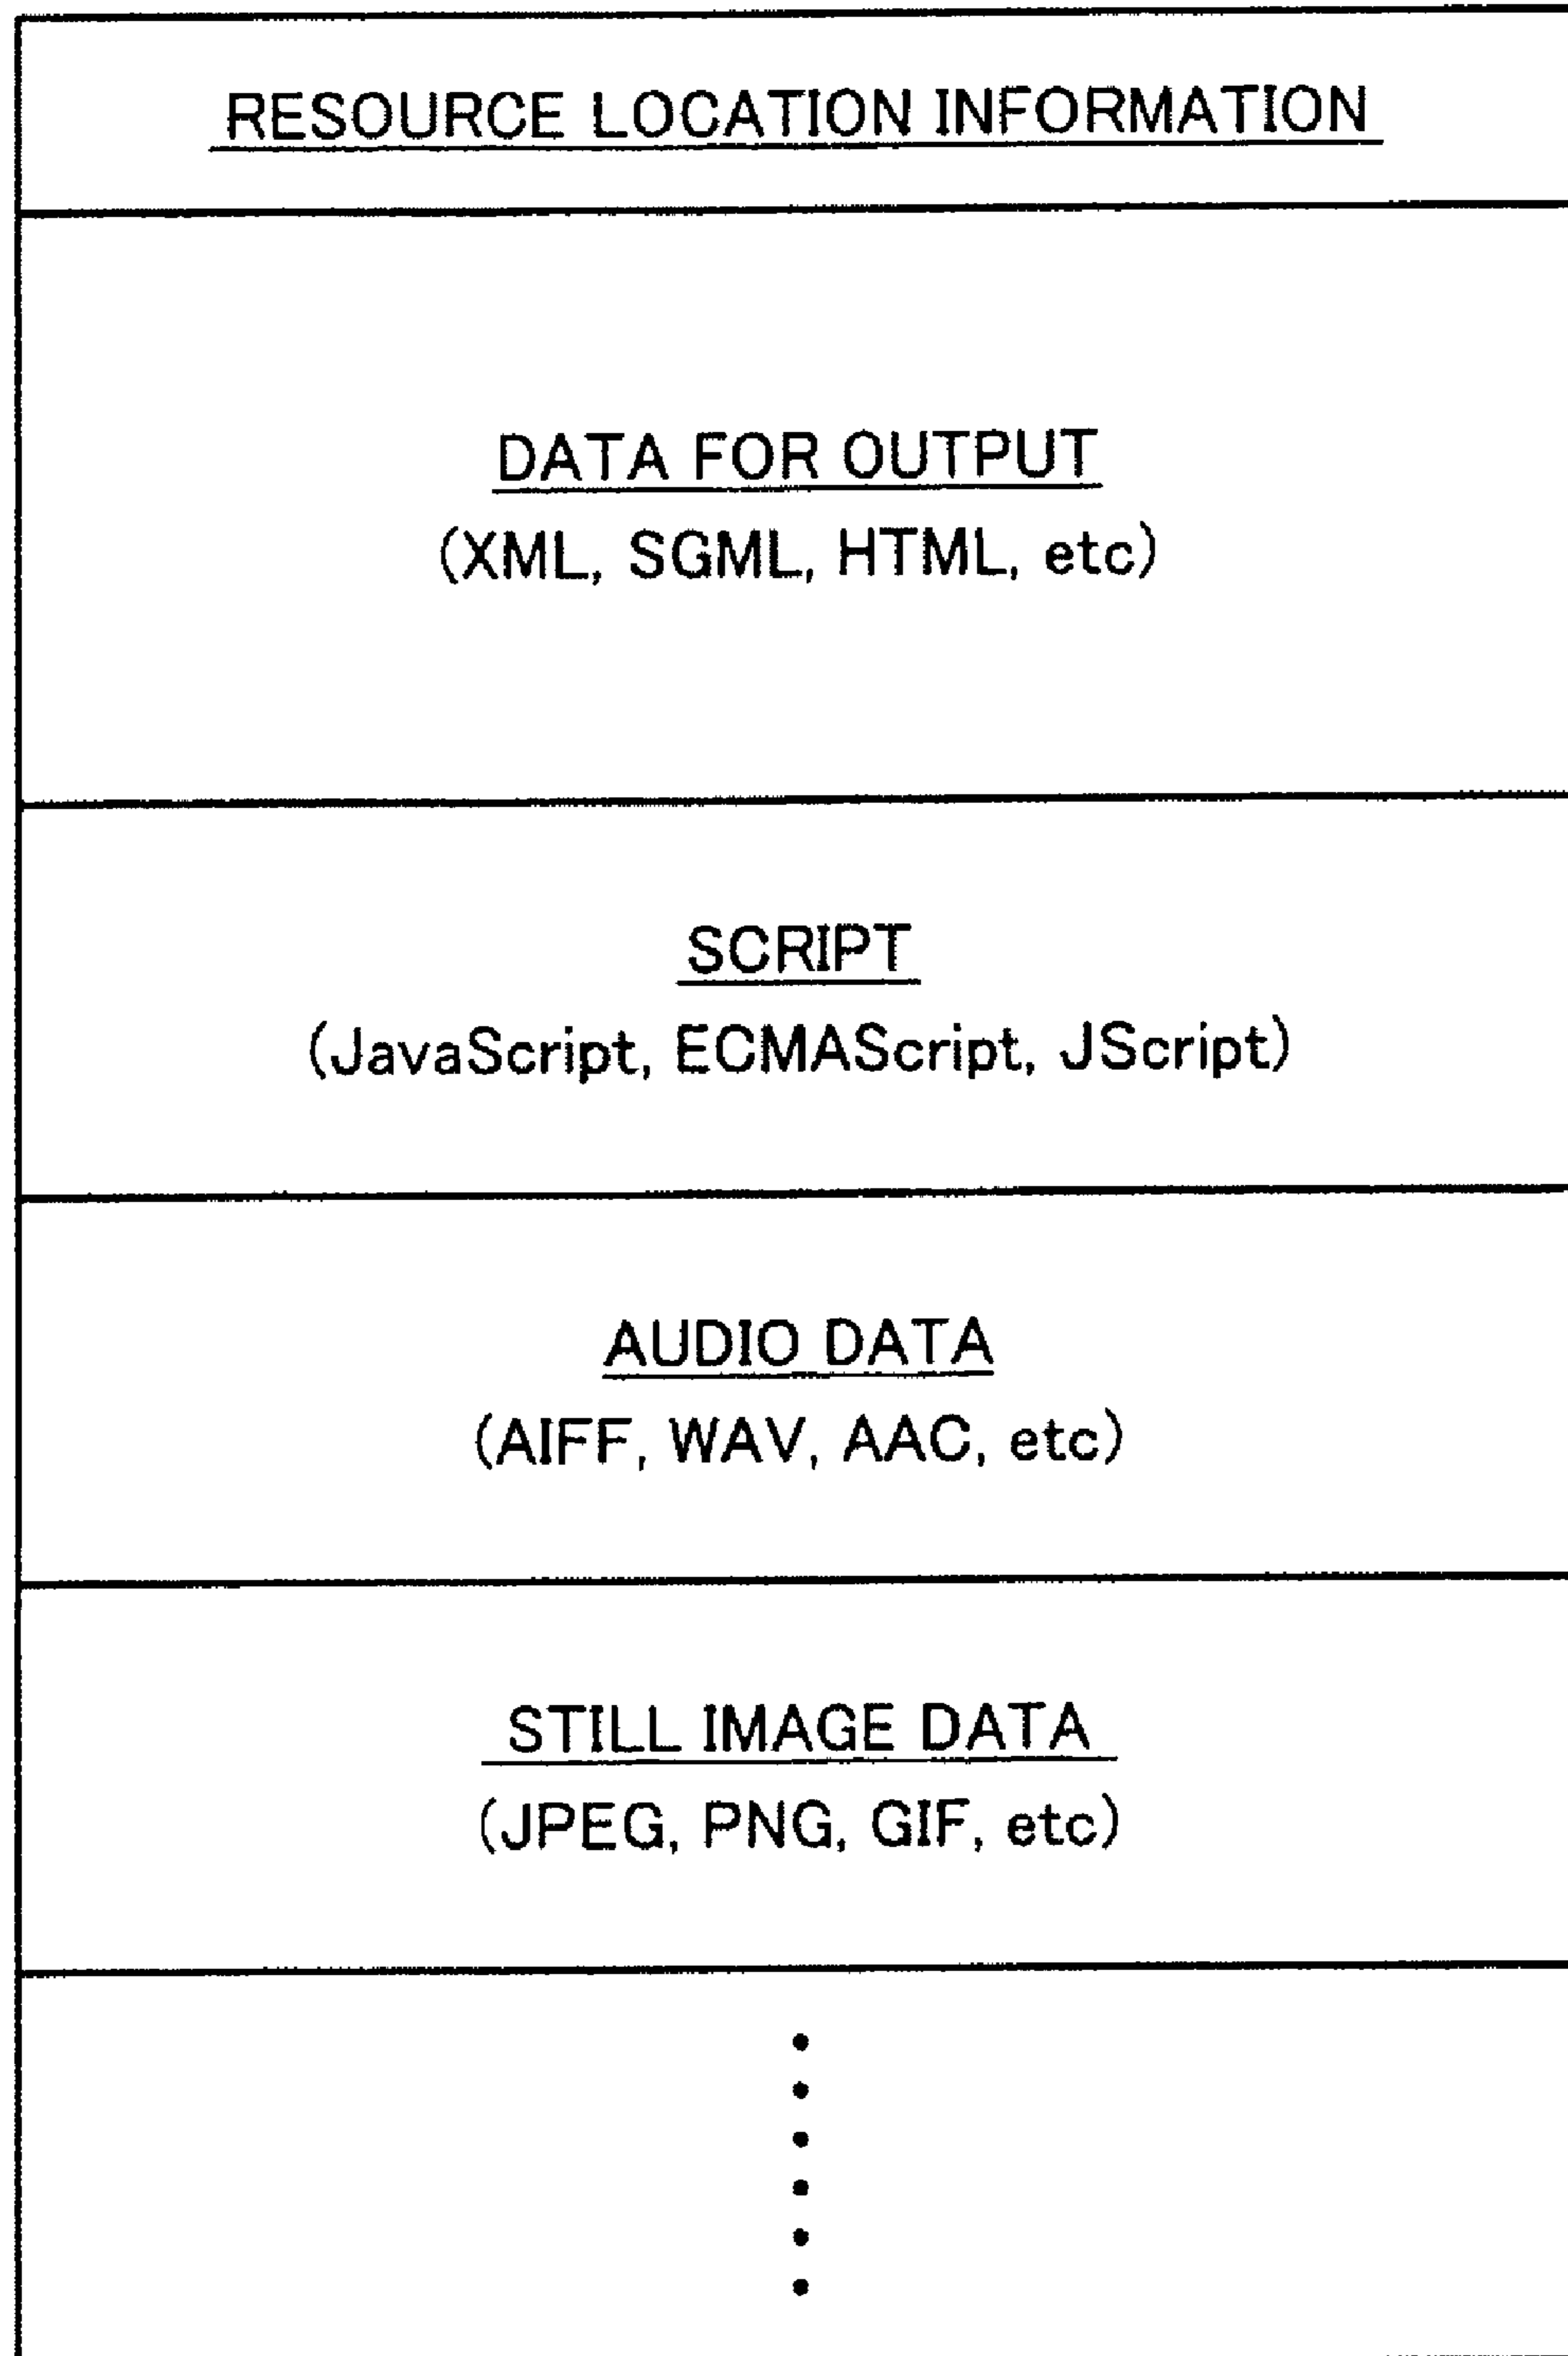 RESOURCE LOCATION INFORMATION
DATA FOR OUTPUT
(XML, SGML, HTML, etc)
SCRIPT
(JavaScript, ECMAScript, JScript)
AUDIO DATA
(AIFF, WAV, AAC, etc)
STILL IMAGE DATA
(JPEG, PNG, GIF, etc)